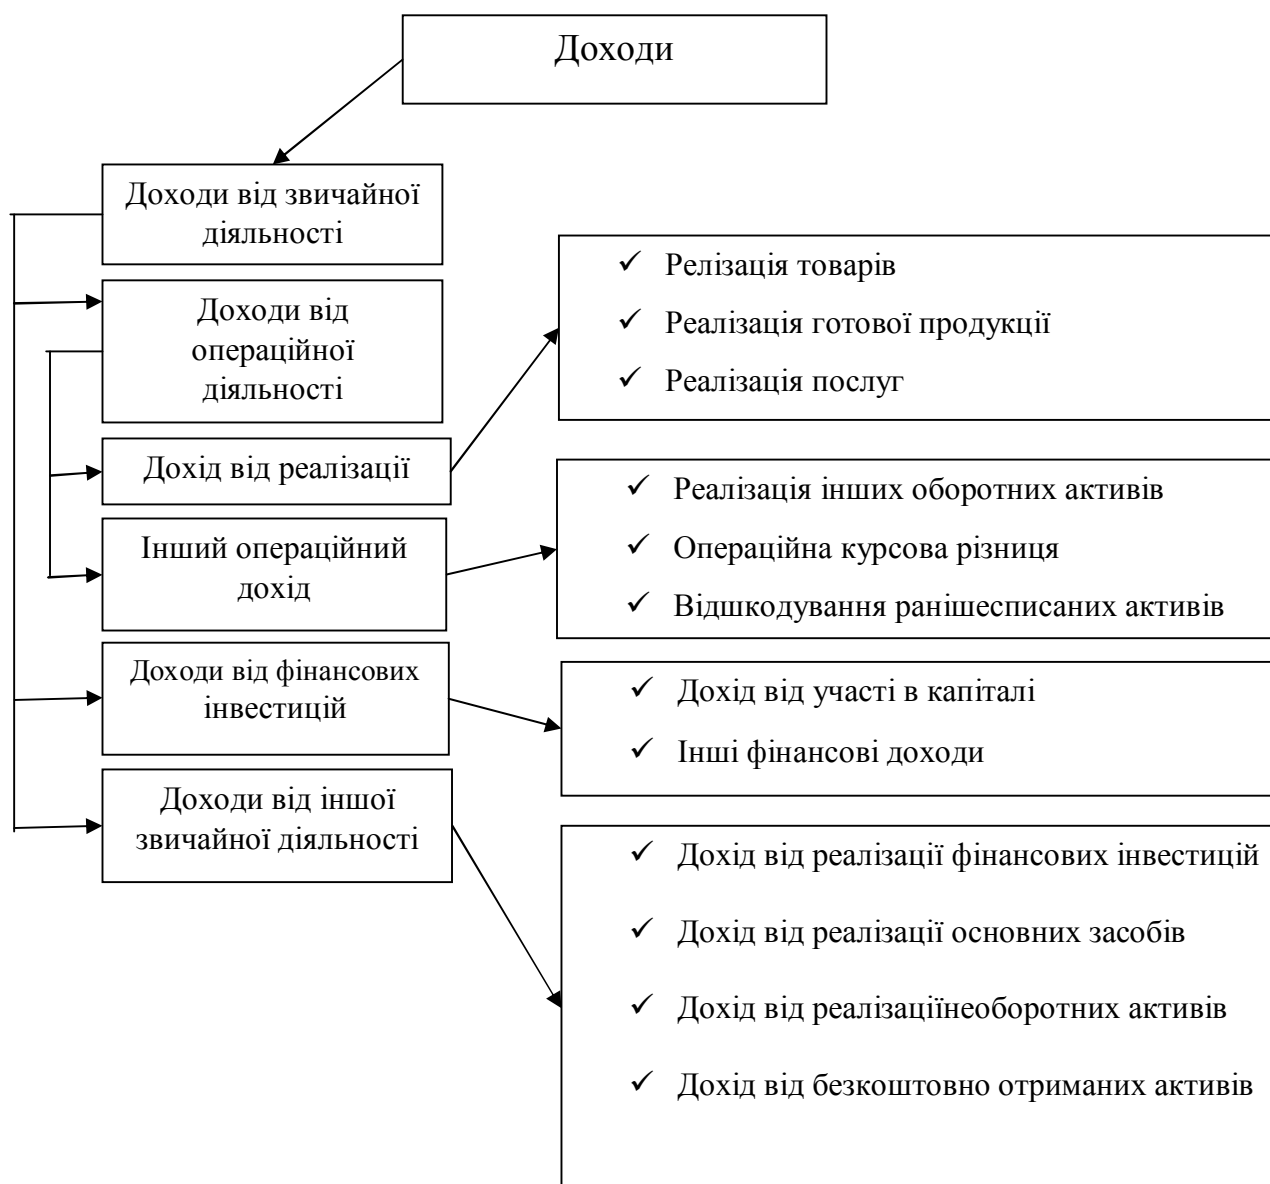 Доходи
Доходи від звичайної
діяльності
Доходи від
операційної
діяльності
Дохід від реалізації
Інший операційний
дохід
Доходи від фінансових
інвестицій
Доходи від іншої
звичайної діяльності
Релізація товарів
Реалізація готової продукції
Реалізація послуг
Реалізація інших оборотних активів
Операційна курсова різниця
Відшкодування ранішесписаних активів
Дохід від участі в капіталі
Інші фінансові доходи
Дохід від реалізації фінансових інвестицій
Дохід від реалізації основних засобів
Дохід від реалізаціїнеоборотних активів
Дохід від безкоштовно отриманих активів